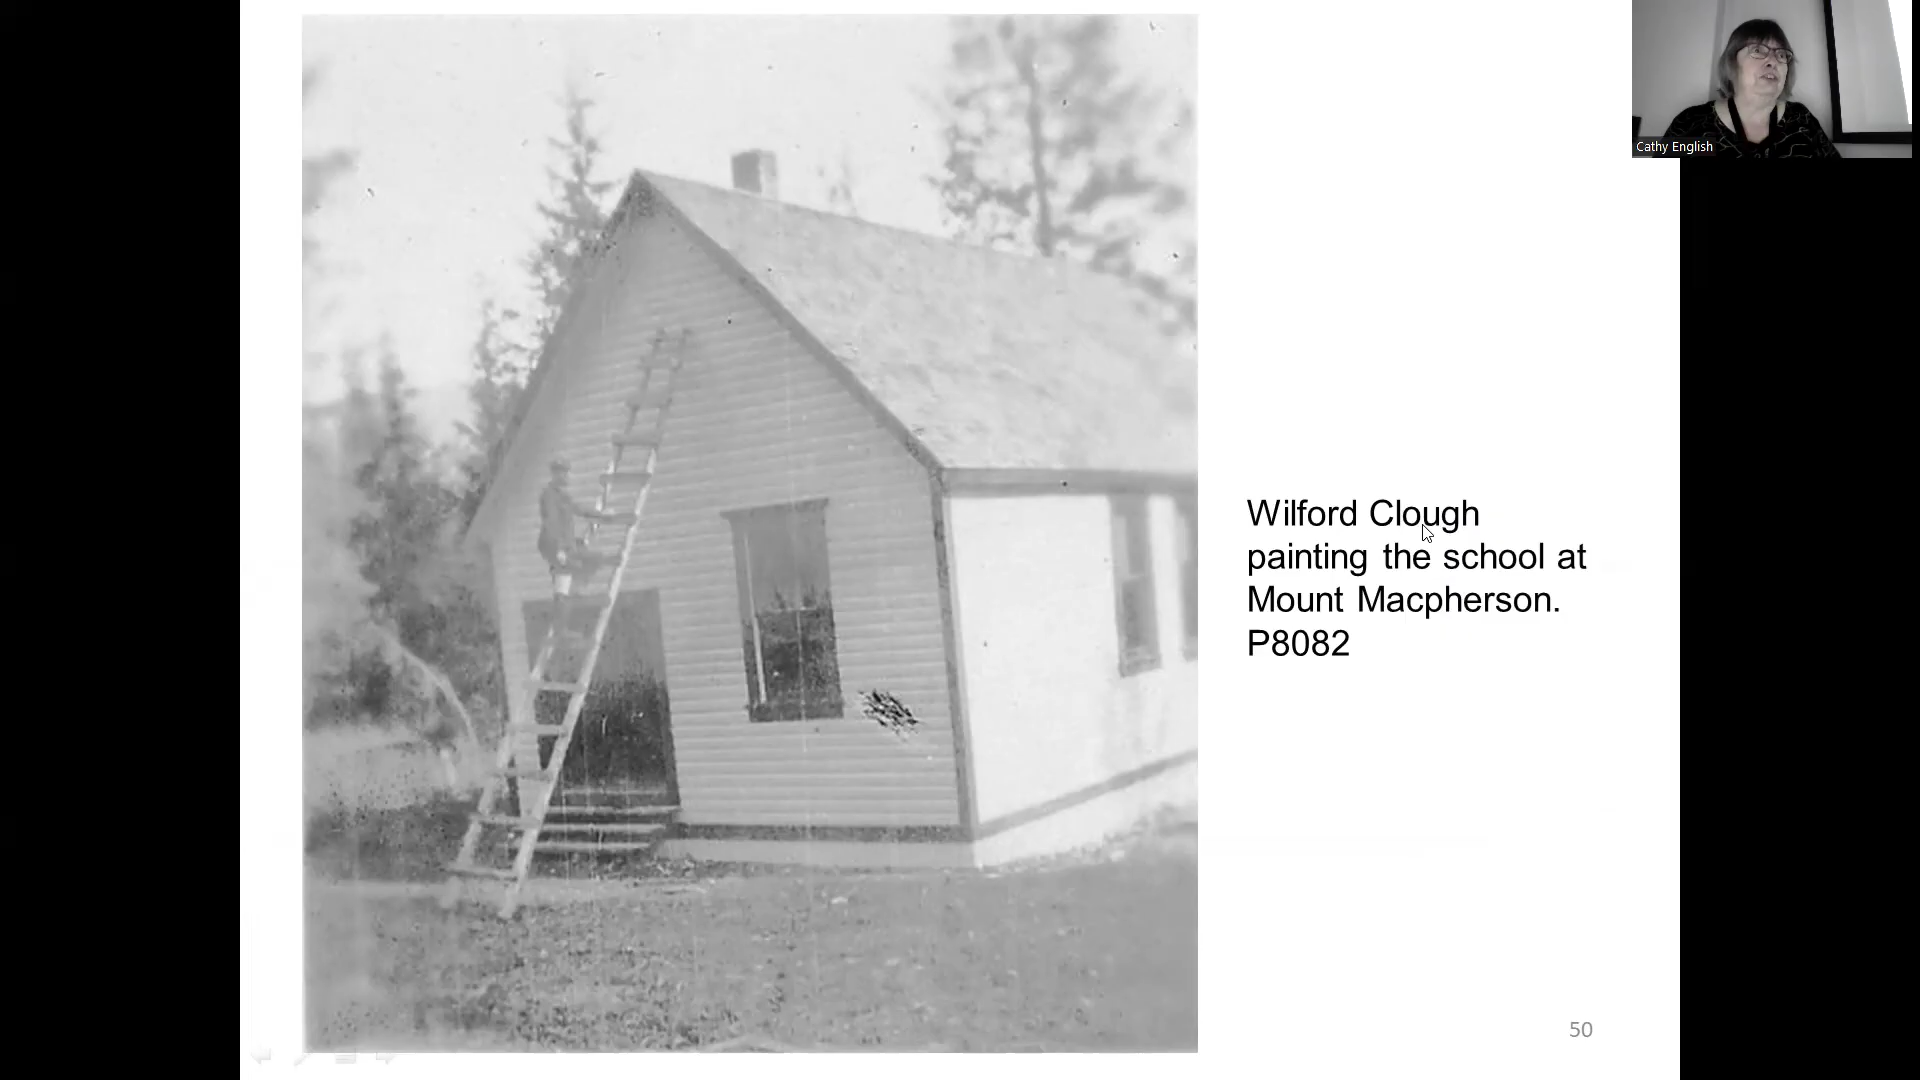 Cathy English
Wilford Clough
painting the school at
Mount Macpherson.
P8082
50